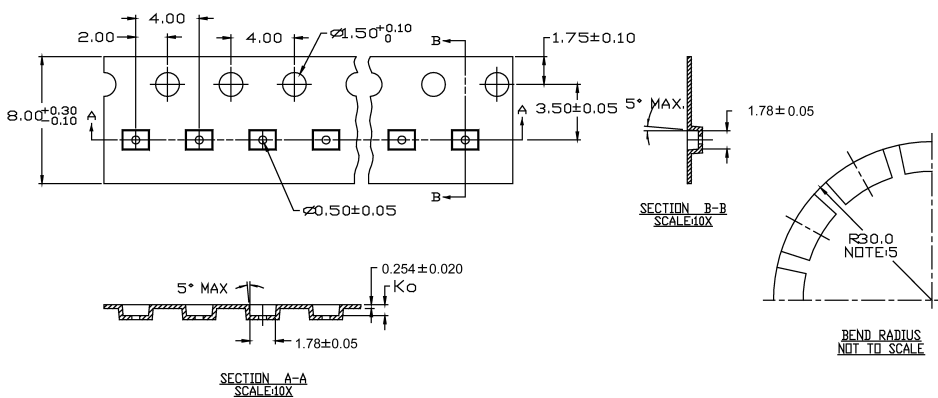 4.00
2.00
4.00
⌀1.50 +0.10 0
B
1.75±0.10
8.00 +0.30 -0.10
A
A
3.50±0.05
5° MAX.
1.78±0.05
⌀0.50±0.05
B
SECTION B-B
SCALE:10X
R30.0
NOTE:5
5° MAX
0.254±0.020
Ko
1.78±0.05
BEND RADIUS
NOT TO SCALE
SECTION A-A
SCALE:10X